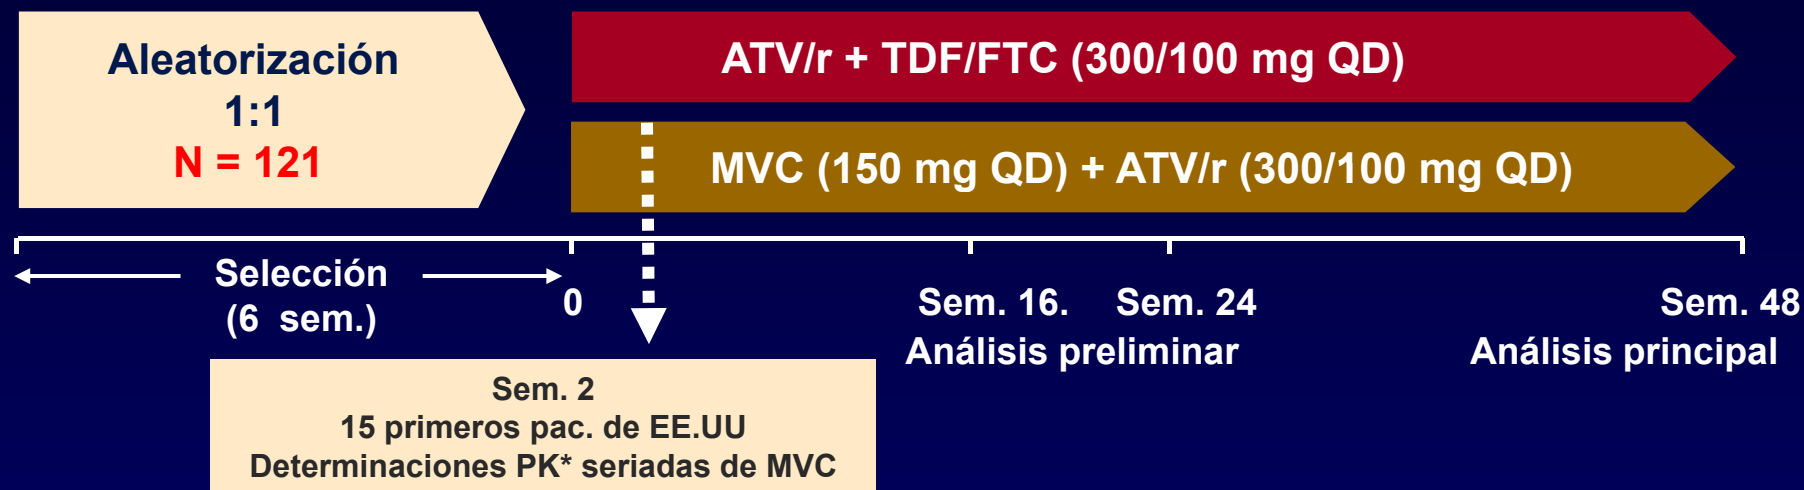 Aleatorización
1:1
N = 121
ATV/r + TDF/FTC (300/100 mg QD)
MVC (150 mg QD) + ATV/r (300/100 mg QD)
Selección
(6 sem.)
0
Sem. 16.
Sem. 24
Análisis preliminar
Sem. 48
Análisis principal
Sem. 2
15 primeros pac. de EE.UU
Determinaciones PK* seriadas de MVC